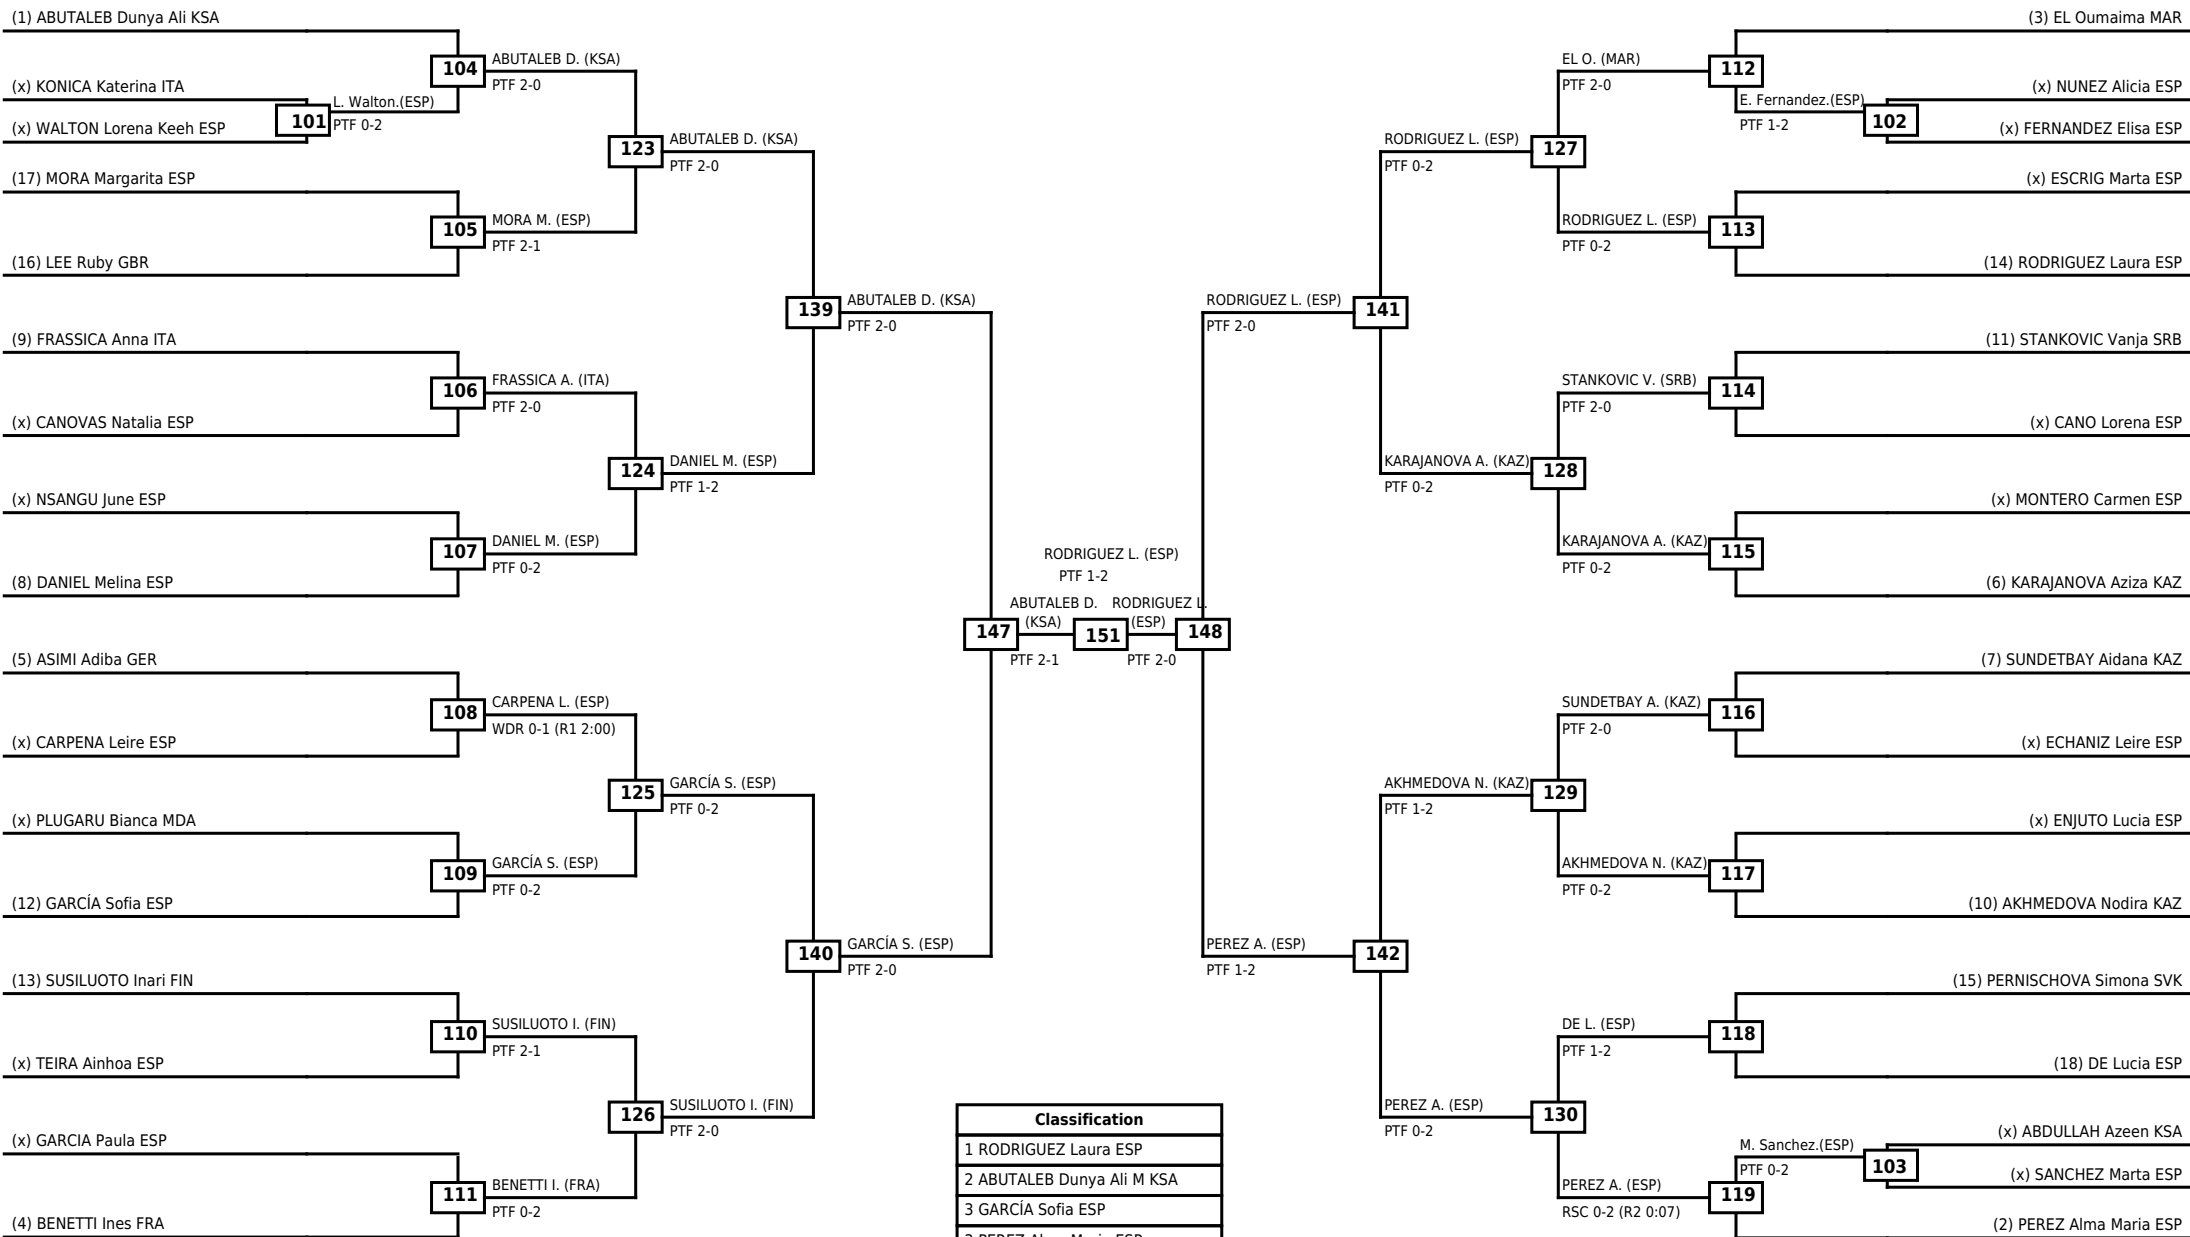 (1) ABUTALEB Dunya Ali KSA
(x) KONICA Katerina ITA
(x) WALTON Lorena Keeh ESP
(17) MORA Margarita ESP
(16) LEE Ruby GBR
(9) FRASSICA Anna ITA
(x) CANOVAS Natalia ESP
(x) NSANGU June ESP
(8) DANIEL Melina ESP
(5) ASIMI Adiba GER
(x) CARPENA Leire ESP
(x) PLUGARU Bianca MDA
(12) GARCÍA Sofia ESP
(13) SUSILUOTO Inari FIN
(x) TEIRA Ainhoa ESP
(x) GARCIA Paula ESP
(4) BENETTI Ines FRA
101
L. Walton.(ESP)
PTF 0-2
104
ABUTALEB D. (KSA)
PTF 2-0
105
MORA M. (ESP)
PTF 2-1
106
FRASSICA A. (ITA)
PTF 2-0
107
DANIEL M. (ESP)
PTF 0-2
108
CARPENA L. (ESP)
WDR 0-1 (R1 2:00)
109
GARCÍA S. (ESP)
PTF 0-2
110
SUSILUOTO I. (FIN)
PTF 2-1
111
BENETTI I. (FRA)
PTF 0-2
123
ABUTALEB D. (KSA)
PTF 2-0
124
DANIEL M. (ESP)
PTF 1-2
125
GARCÍA S. (ESP)
PTF 0-2
126
SUSILUOTO I. (FIN)
PTF 2-0
139
ABUTALEB D. (KSA)
PTF 2-0
140
GARCÍA S. (ESP)
PTF 2-0
RODRIGUEZ L. (ESP)
PTF 1-2
147
ABUTALEB D.
(KSA)
PTF 2-1
151
RODRIGUEZ L.
(ESP)
PTF 2-0
148
RODRIGUEZ L. (ESP)
PTF 2-0
141
PEREZ A. (ESP)
PTF 1-2
142
RODRIGUEZ L. (ESP)
PTF 0-2
127
KARAJANOVA A. (KAZ)
PTF 0-2
128
AKHMEDOVA N. (KAZ)
PTF 1-2
129
PEREZ A. (ESP)
PTF 0-2
130
EL O. (MAR)
PTF 2-0
112
RODRIGUEZ L. (ESP)
PTF 0-2
113
STANKOVIC V. (SRB)
PTF 2-0
114
KARAJANOVA A. (KAZ)
PTF 0-2
115
SUNDETBAY A. (KAZ)
PTF 2-0
116
AKHMEDOVA N. (KAZ)
PTF 0-2
117
DE L. (ESP)
PTF 1-2
118
PEREZ A. (ESP)
RSC 0-2 (R2 0:07)
119
E. Fernandez.(ESP)
PTF 1-2
102
M. Sanchez.(ESP)
PTF 0-2
103
(3) EL Oumaima MAR
(x) NUNEZ Alicia ESP
(x) FERNANDEZ Elisa ESP
(x) ESCRIG Marta ESP
(14) RODRIGUEZ Laura ESP
(11) STANKOVIC Vanja SRB
(x) CANO Lorena ESP
(x) MONTERO Carmen ESP
(6) KARAJANOVA Aziza KAZ
(7) SUNDETBAY Aidana KAZ
(x) ECHANIZ Leire ESP
(x) ENJUTO Lucia ESP
(10) AKHMEDOVA Nodira KAZ
(15) PERNISCHOVA Simona SVK
(18) DE Lucia ESP
(x) ABDULLAH Azeen KSA
(x) SANCHEZ Marta ESP
(2) PEREZ Alma Maria ESP
Classification
1 RODRIGUEZ Laura ESP
2 ABUTALEB Dunya Ali M KSA
3 GARCÍA Sofia ESP
3 PEREZ Alma Maria ESP